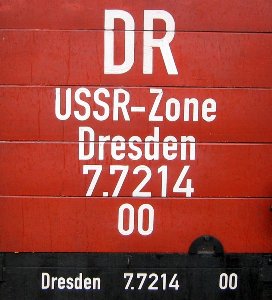 DR
USSR-Zone
Dresden
7.7214
00
Dresden 7.7214 00